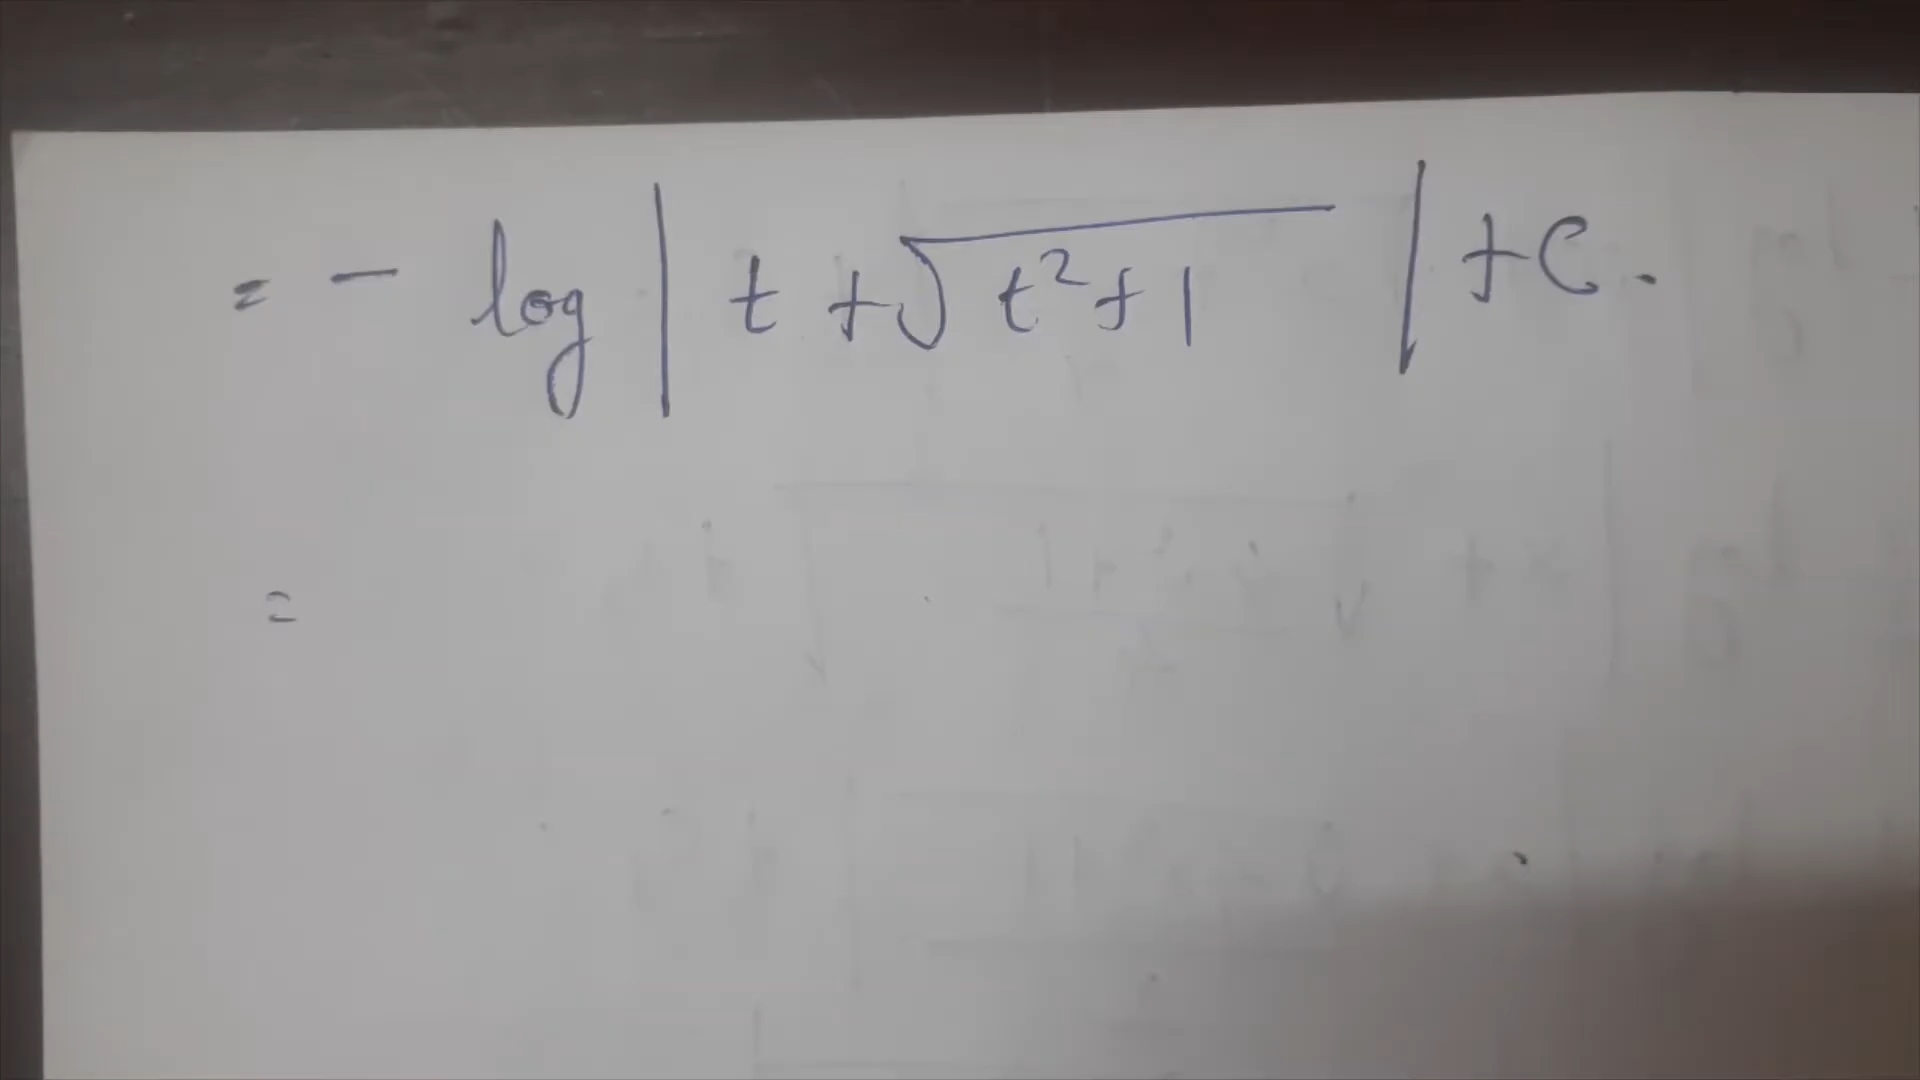 = - log | t + √(t²+1) | + C.
=